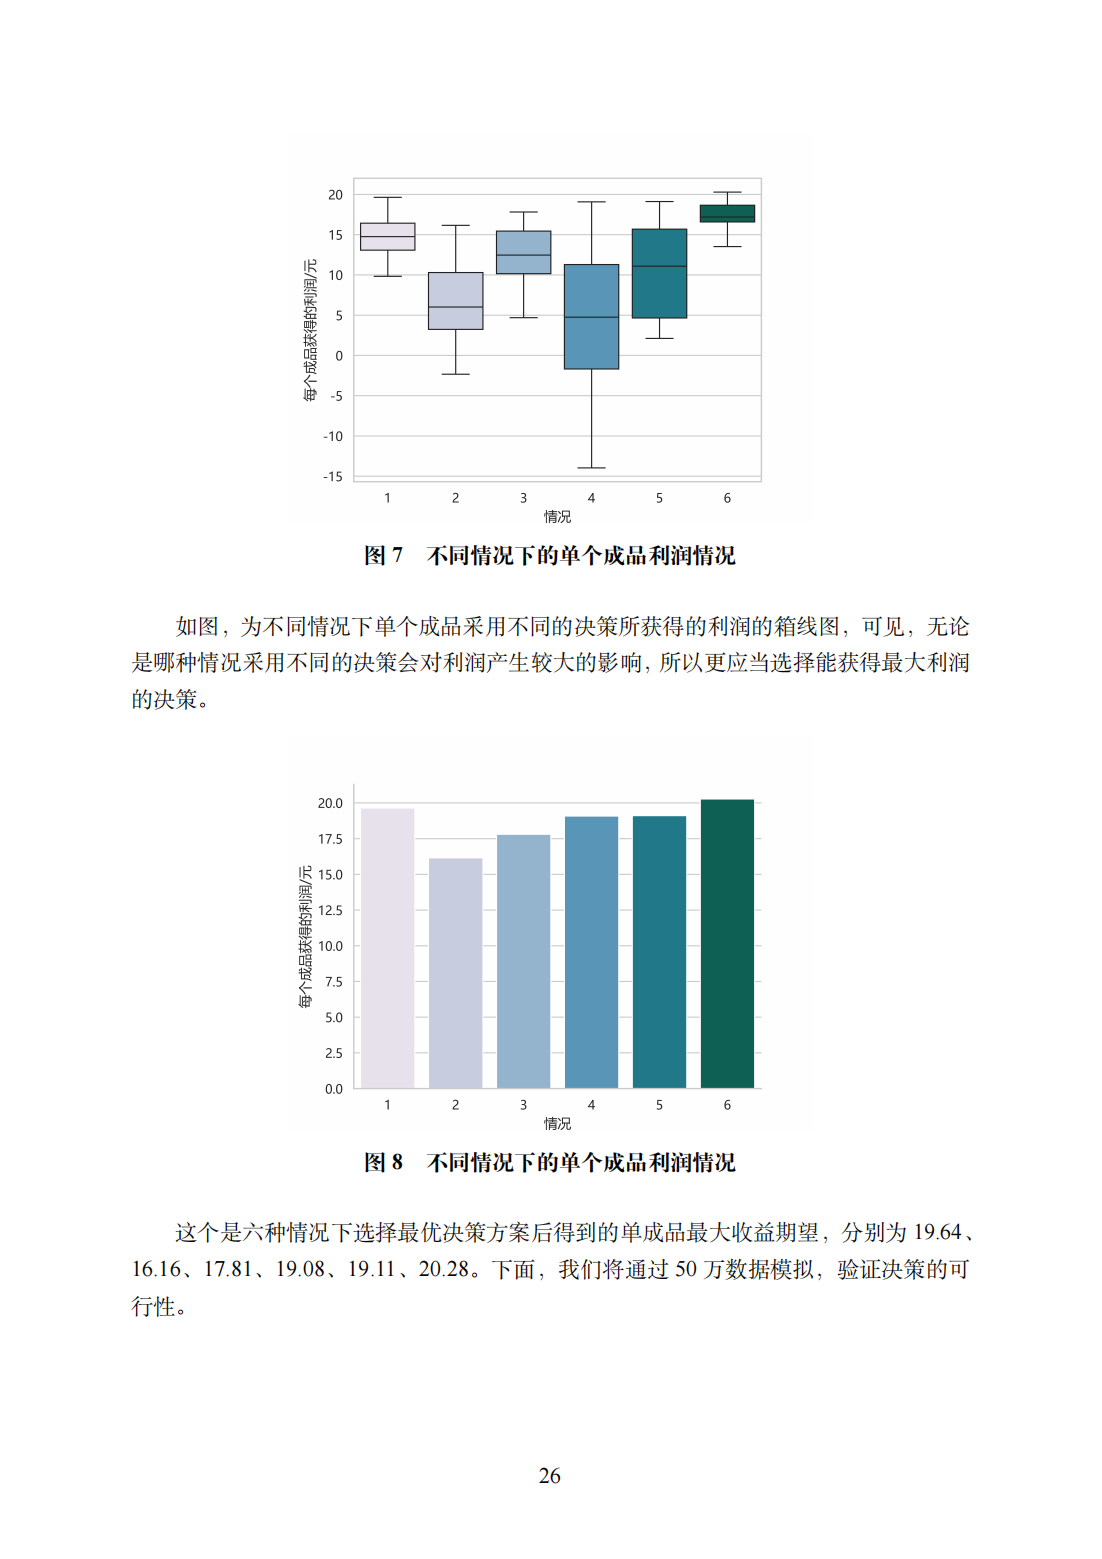 20
15
10
5
0
-5
-10
-15
每个成品获得的利润/元
1 2 3 4 5 6
情况
图 7 不同情况下的单个成品利润情况
如图，为不同情况下单个成品采用不同的决策所获得的利润的箱线图，可见，无论
是哪种情况采用不同的决策会对利润产生较大的影响，所以更应当选择能获得最大利润
的决策。
20.0
17.5
15.0
12.5
10.0
7.5
5.0
2.5
0.0
每个成品获得的利润/元
1 2 3 4 5 6
情况
图 8 不同情况下的单个成品利润情况
这个是六种情况下选择最优决策方案后得到的单成品最大收益期望，分别为 19.64、
16.16、17.81、19.08、19.11、20.28。下面，我们将通过 50 万数据模拟，验证决策的可
行性。
26